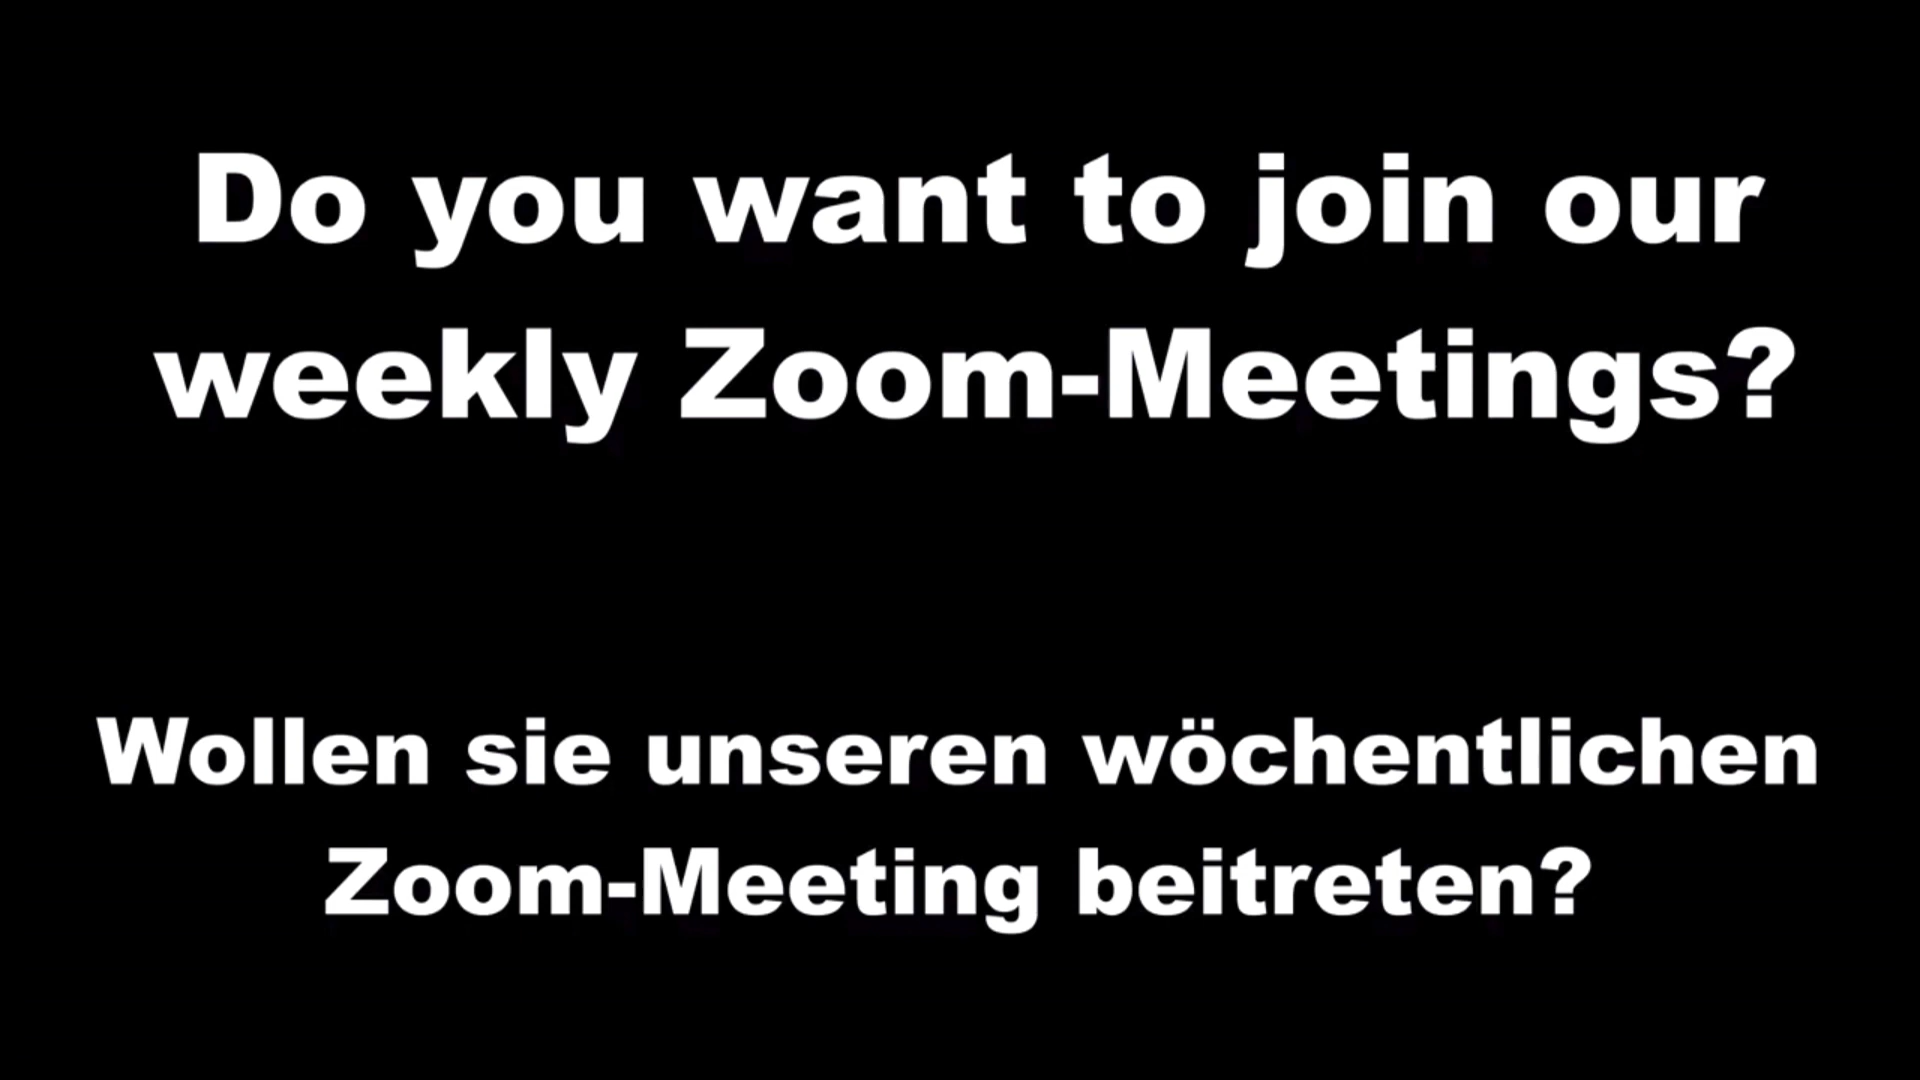 Do you want to join our
weekly Zoom-Meetings?
Wollen sie unseren wöchentlichen
Zoom-Meeting beitreten?